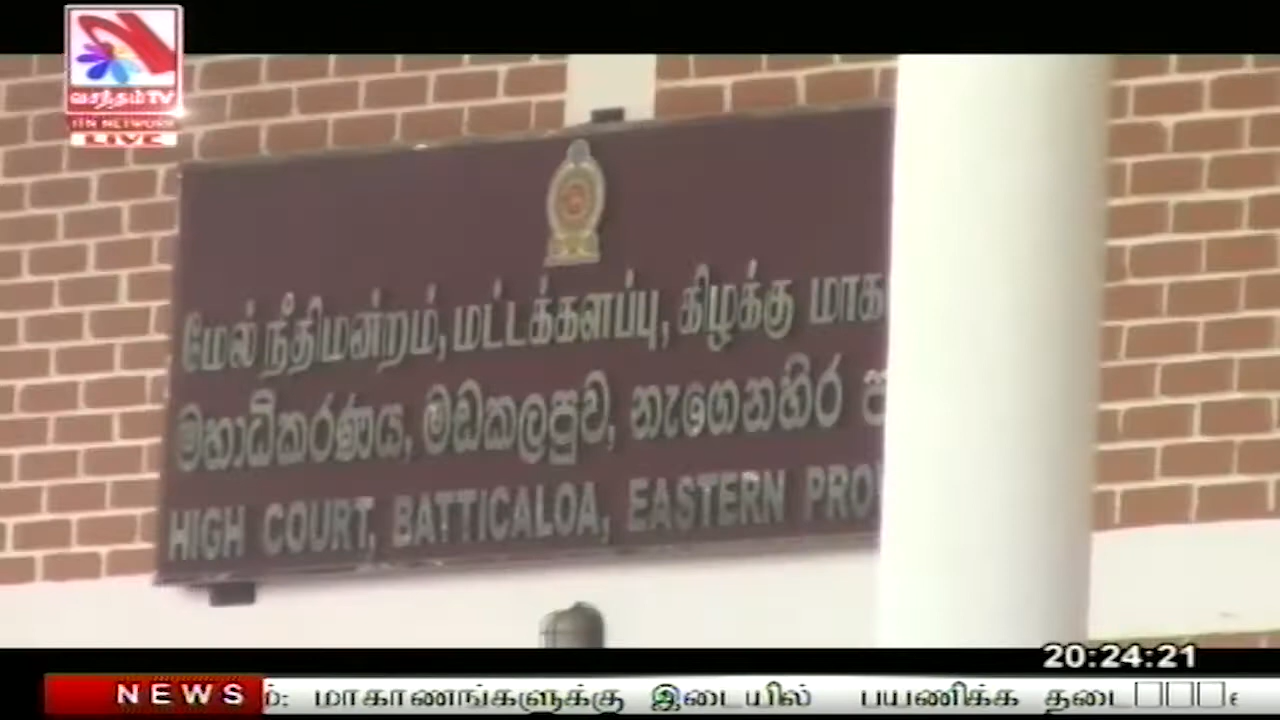 வசந்தம்TV
ITN NETWORK
LIVE
மேல் நீதிமன்றம், மட்டக்களப்பு, கிழக்கு மாக
මහාධිකරණය, මඩකලපුව, නැගෙනහිර ප
HIGH COURT, BATTICALOA, EASTERN PRO
20:24:21
NEWS
மாகாணங்களுக்கு இடையில் பயணிக்க தடை